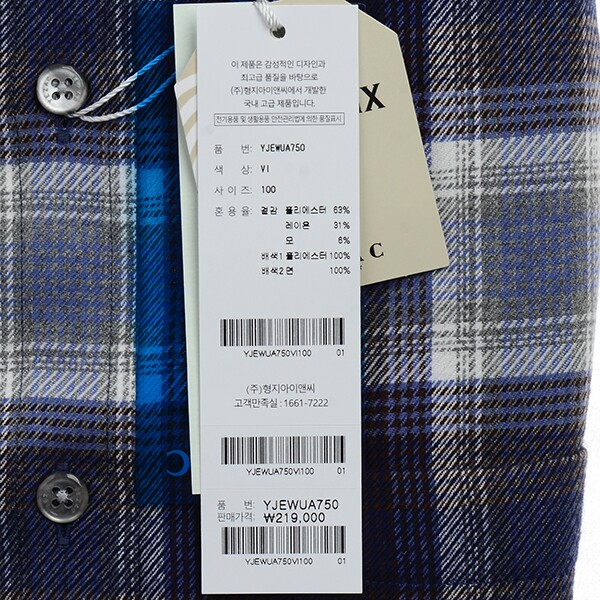 이 제품은 감성적인 디자인과
최고급 품질을 바탕으로
(주)형지아이앤씨에서 개발한
국내 고급 제품입니다.
전기용품 및 생활용품 안전관리법에 의한 품질표시
품 번: YJEWUA750
색 상: VI
사 이 즈: 100
혼 용 율: 겉감 폴리에스터 63%
레이온 31%
모 6%
배색1 폴리에스터 100%
배색2 면 100%
YJEWUA750VI100 01
(주)형지아이앤씨
고객만족실 : 1661-7222
YJEWUA750VI100 01
품 번: YJEWUA750
판매가격: ₩219,000
YJEWUA750VI100 01